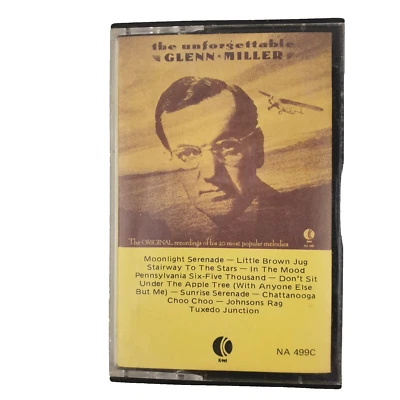 the unforgettable
GLENN • MILLER
The ORIGINAL recordings of his 20 most popular melodies
Moonlight Serenade — Little Brown Jug
Stairway To The Stars — In The Mood
Pennsylvania Six-Five Thousand — Don't Sit
Under The Apple Tree (With Anyone Else
But Me) — Sunrise Serenade — Chattanooga
Choo Choo — Johnsons Rag
Tuxedo Junction
K
K-tel
NA 499C